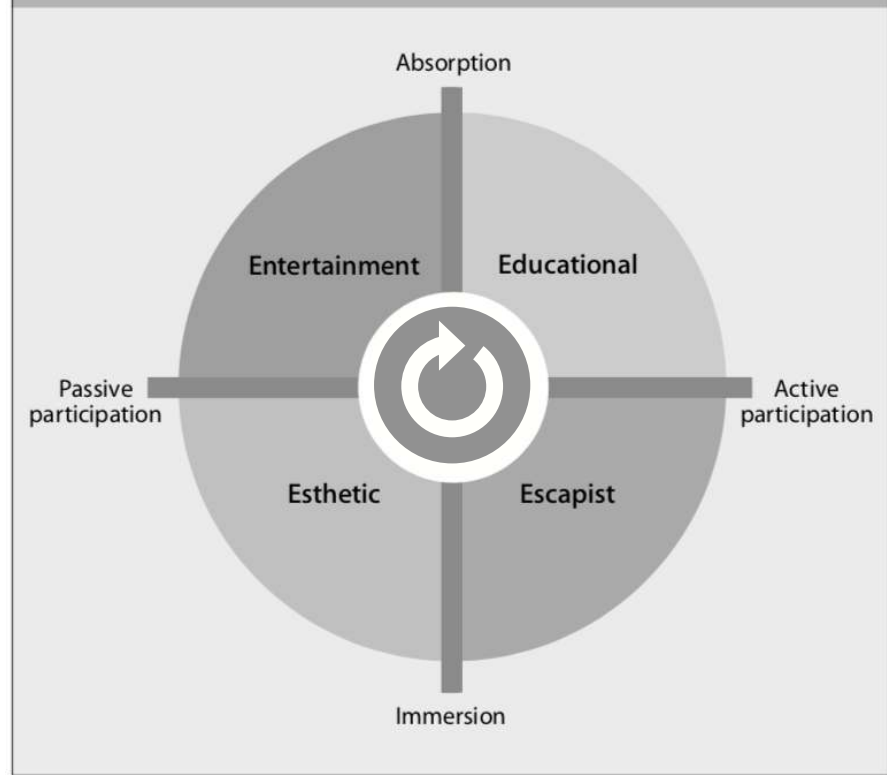 Absorption
Entertainment
Educational
Passive
participation
Active
participation
Esthetic
Escapist
Immersion